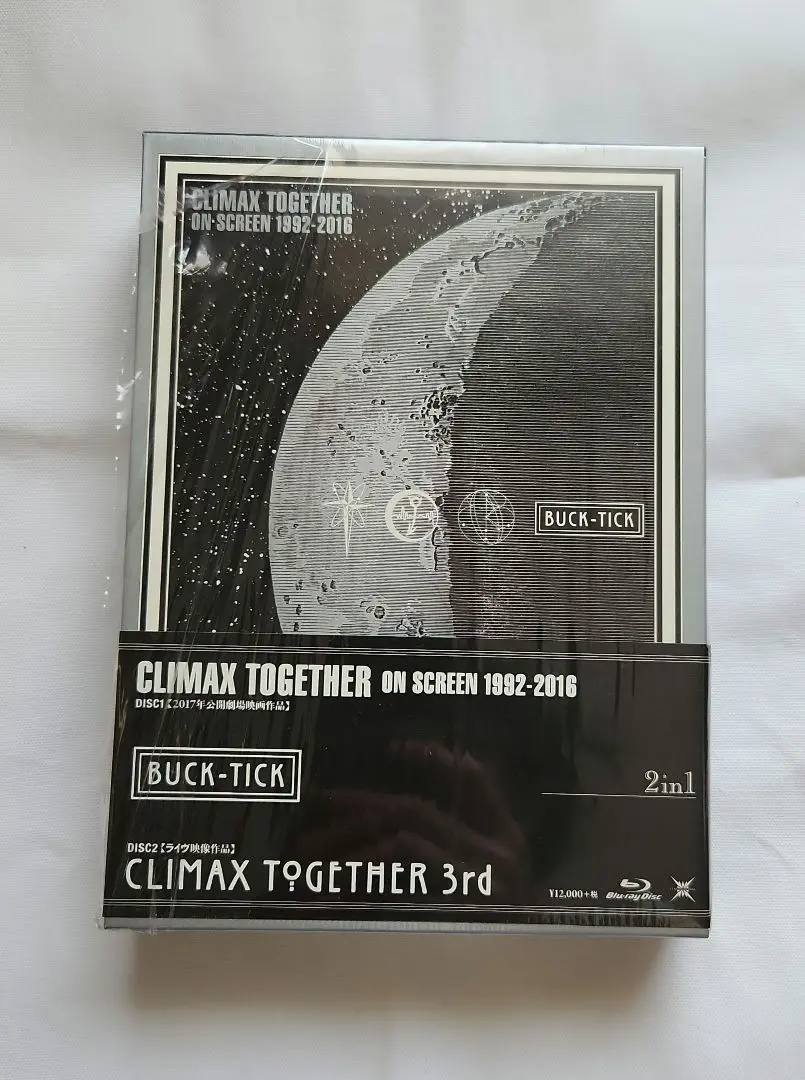 CLIMAX TOGETHER
ON SCREEN 1992-2016
BUCK-TICK
CLIMAX TOGETHER ON SCREEN 1992-2016
DISC1【2017年公開劇場映画作品】
BUCK-TICK
2in1
DISC2【ライヴ映像作品】
CLIMAX TOGETHER 3rd
¥12,000+税
Blu-ray Disc